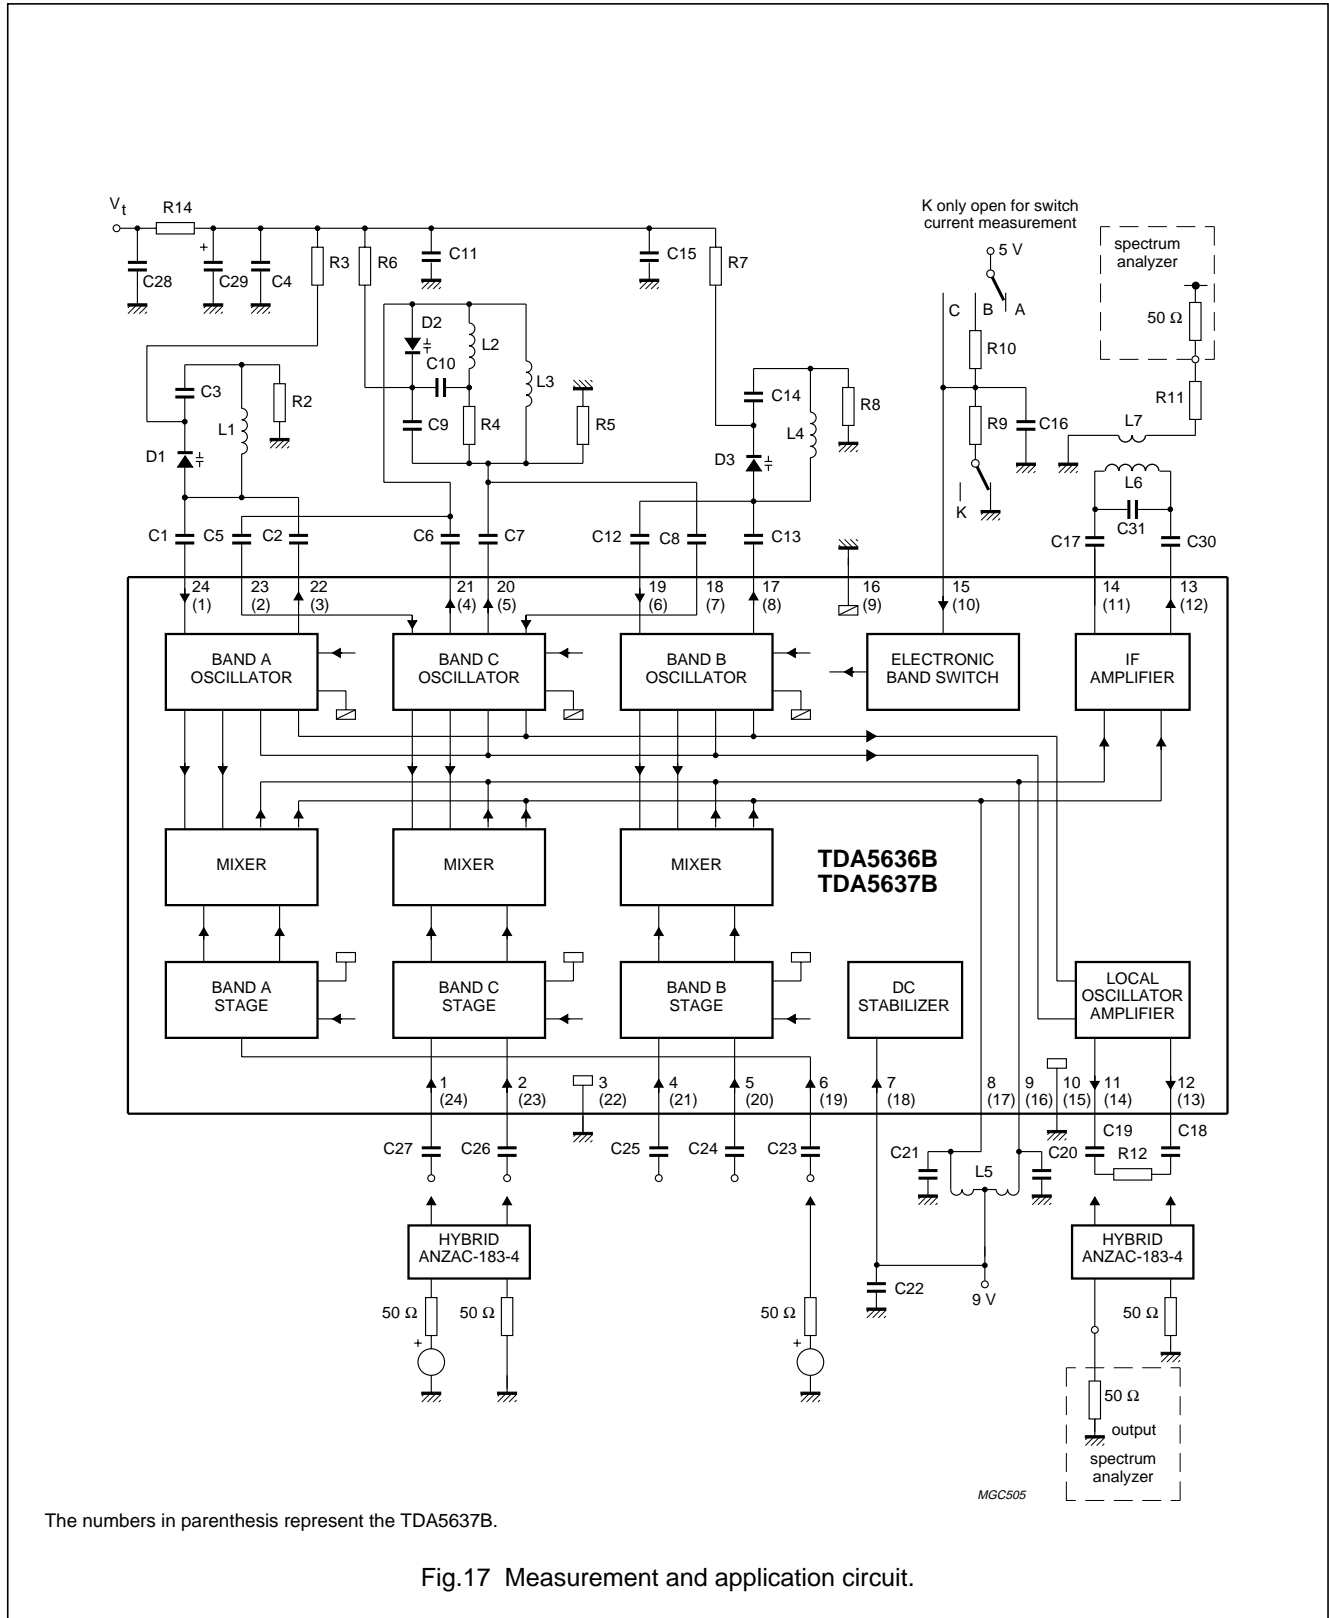 V t
R14
K only open for switch
current measurement
5 V
spectrum
analyzer
50 Ω
C28
+
C29
C4
R3
R6
C11
C15
R7
C
B
A
R10
D2
L2
C10
L3
C3
R2
L1
D1
C9
R4
R5
C14
R8
L4
D3
R9
C16
K
R11
L7
L6
C31
C1
C5
C2
C6
C7
C12
C8
C13
C17
C30
24
(1)
23
(2)
22
(3)
21
(4)
20
(5)
19
(6)
18
(7)
17
(8)
16
(9)
15
(10)
14
(11)
13
(12)
BAND A
OSCILLATOR
BAND C
OSCILLATOR
BAND B
OSCILLATOR
ELECTRONIC
BAND SWITCH
IF
AMPLIFIER
MIXER
MIXER
MIXER
TDA5636B
TDA5637B
BAND A
STAGE
BAND C
STAGE
BAND B
STAGE
DC
STABILIZER
LOCAL
OSCILLATOR
AMPLIFIER
1
(24)
2
(23)
3
(22)
4
(21)
5
(20)
6
(19)
7
(18)
8
(17)
9
(16)
10
(15)
11
(14)
12
(13)
C27
C26
C25
C24
C23
C21
L5
C20
C19
R12
C18
HYBRID
ANZAC-183-4
HYBRID
ANZAC-183-4
C22
9 V
50 Ω
50 Ω
50 Ω
50 Ω
+
+
50 Ω
output
spectrum
analyzer
MGC505
The numbers in parenthesis represent the TDA5637B.
Fig.17 Measurement and application circuit.